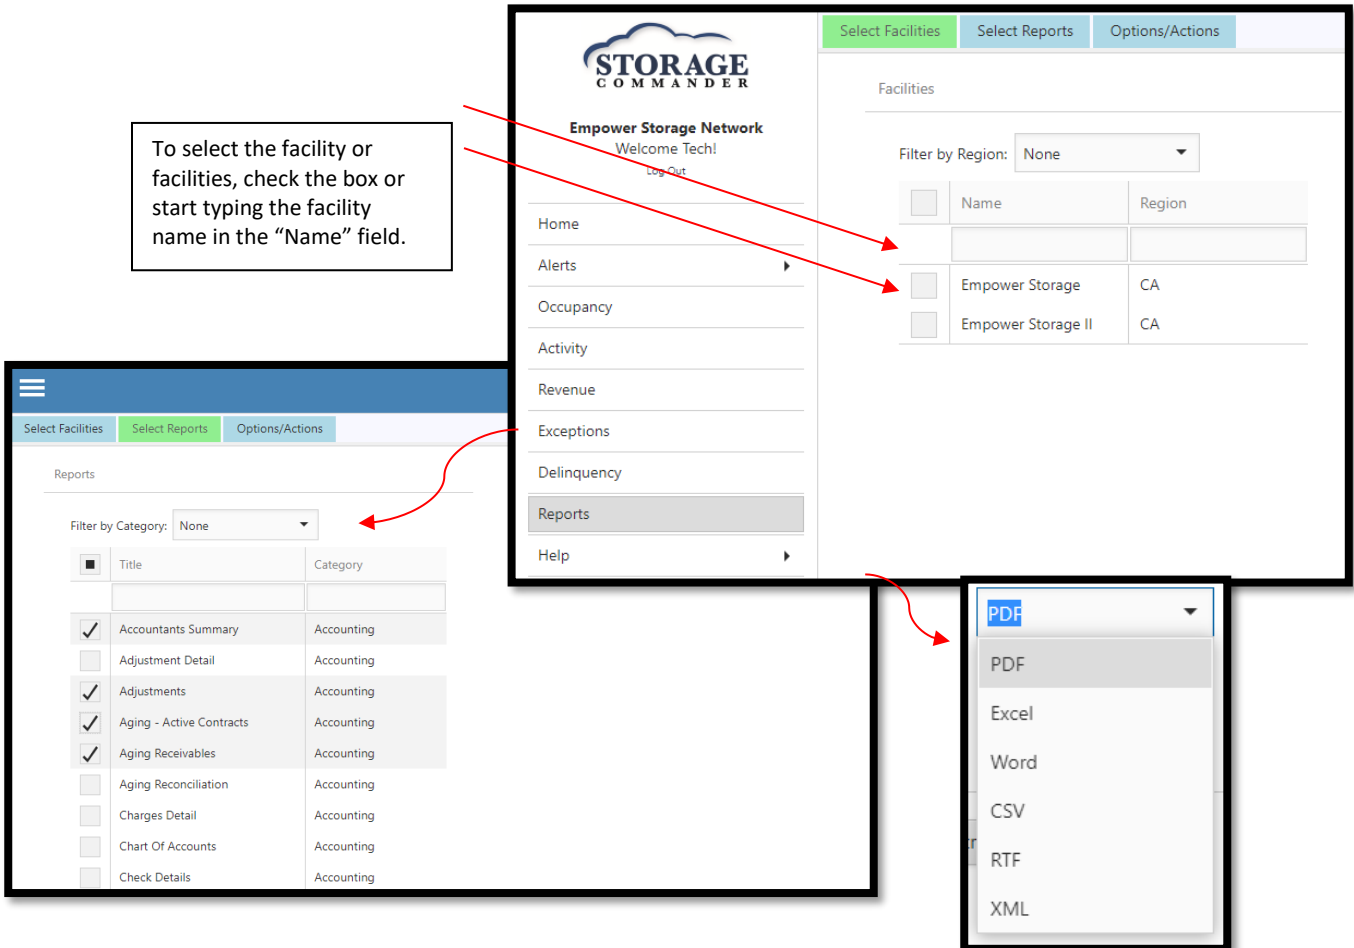 STORAGE
COMMANDER
Empower Storage Network
Welcome Tech!
Log Out
Home
Alerts
Occupancy
Activity
Revenue
Exceptions
Delinquency
Reports
Help
Select Facilities
Select Reports
Options/Actions
Facilities
Filter by Region: None
Name Region
Empower Storage CA
Empower Storage II CA
To select the facility or
facilities, check the box or
start typing the facility
name in the “Name” field.
Select Facilities
Select Reports
Options/Actions
Reports
Filter by Category: None
Title Category
Accountants Summary Accounting
Adjustment Detail Accounting
Adjustments Accounting
Aging - Active Contracts Accounting
Aging Receivables Accounting
Aging Reconciliation Accounting
Charges Detail Accounting
Chart Of Accounts Accounting
Check Details Accounting
PDF
PDF
Excel
Word
CSV
RTF
XML